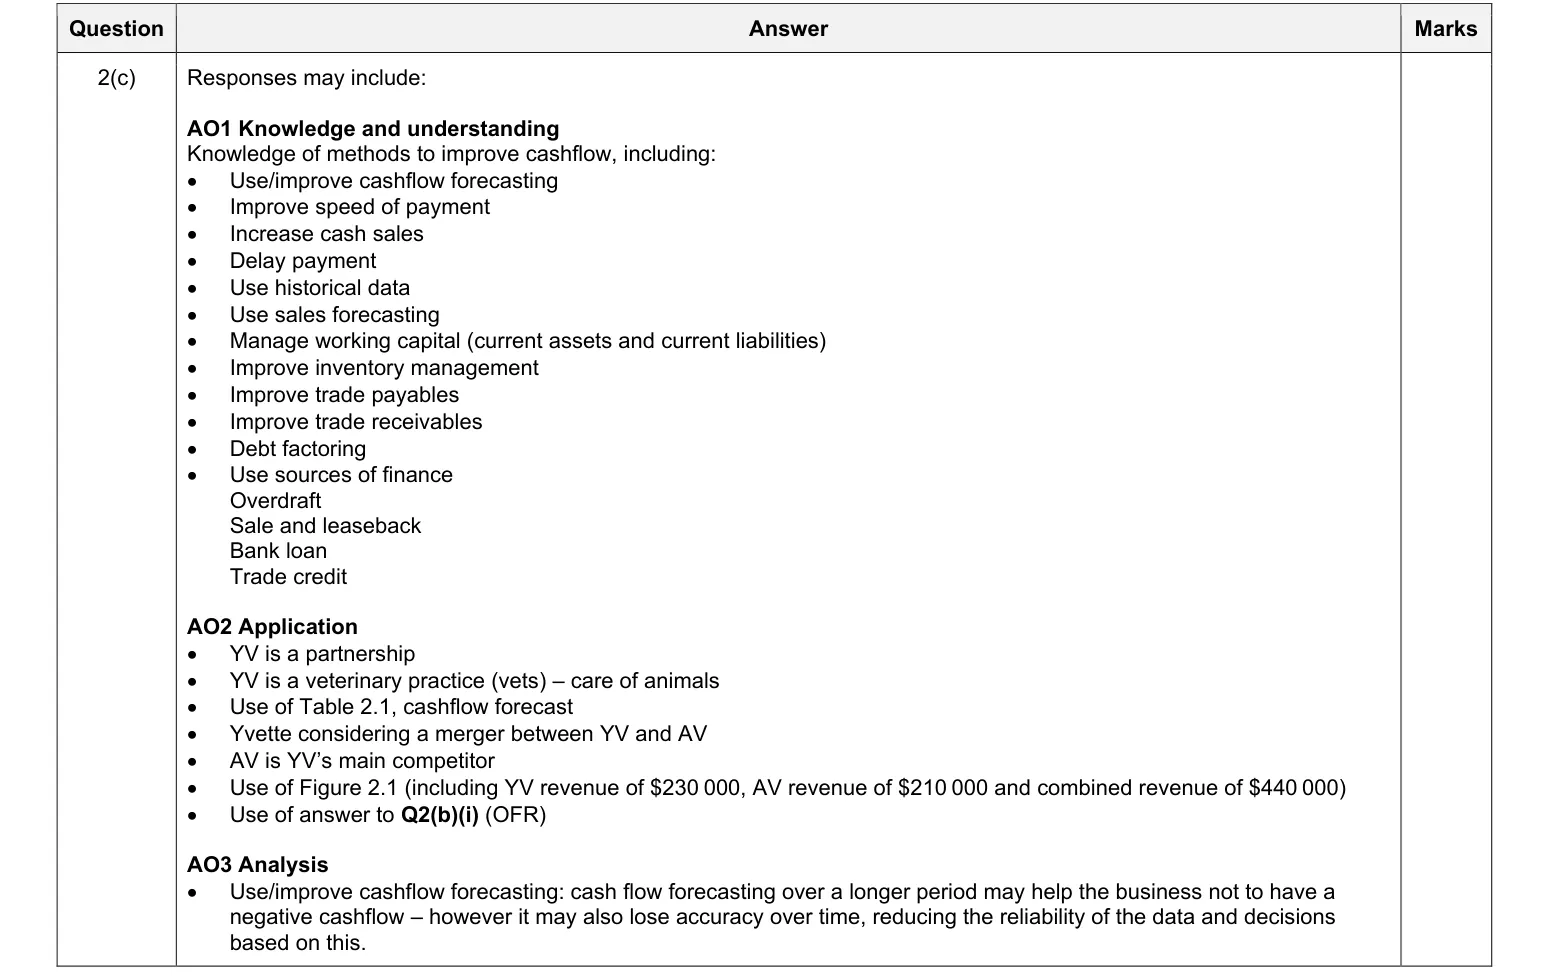 Question Answer Marks
2(c) Responses may include:
AO1 Knowledge and understanding
Knowledge of methods to improve cashflow, including:
• Use/improve cashflow forecasting
• Improve speed of payment
• Increase cash sales
• Delay payment
• Use historical data
• Use sales forecasting
• Manage working capital (current assets and current liabilities)
• Improve inventory management
• Improve trade payables
• Improve trade receivables
• Debt factoring
• Use sources of finance
Overdraft
Sale and leaseback
Bank loan
Trade credit
AO2 Application
• YV is a partnership
• YV is a veterinary practice (vets) – care of animals
• Use of Table 2.1, cashflow forecast
• Yvette considering a merger between YV and AV
• AV is YV’s main competitor
• Use of Figure 2.1 (including YV revenue of $230 000, AV revenue of $210 000 and combined revenue of $440 000)
• Use of answer to Q2(b)(i) (OFR)
AO3 Analysis
• Use/improve cashflow forecasting: cash flow forecasting over a longer period may help the business not to have a
negative cashflow – however it may also lose accuracy over time, reducing the reliability of the data and decisions
based on this.